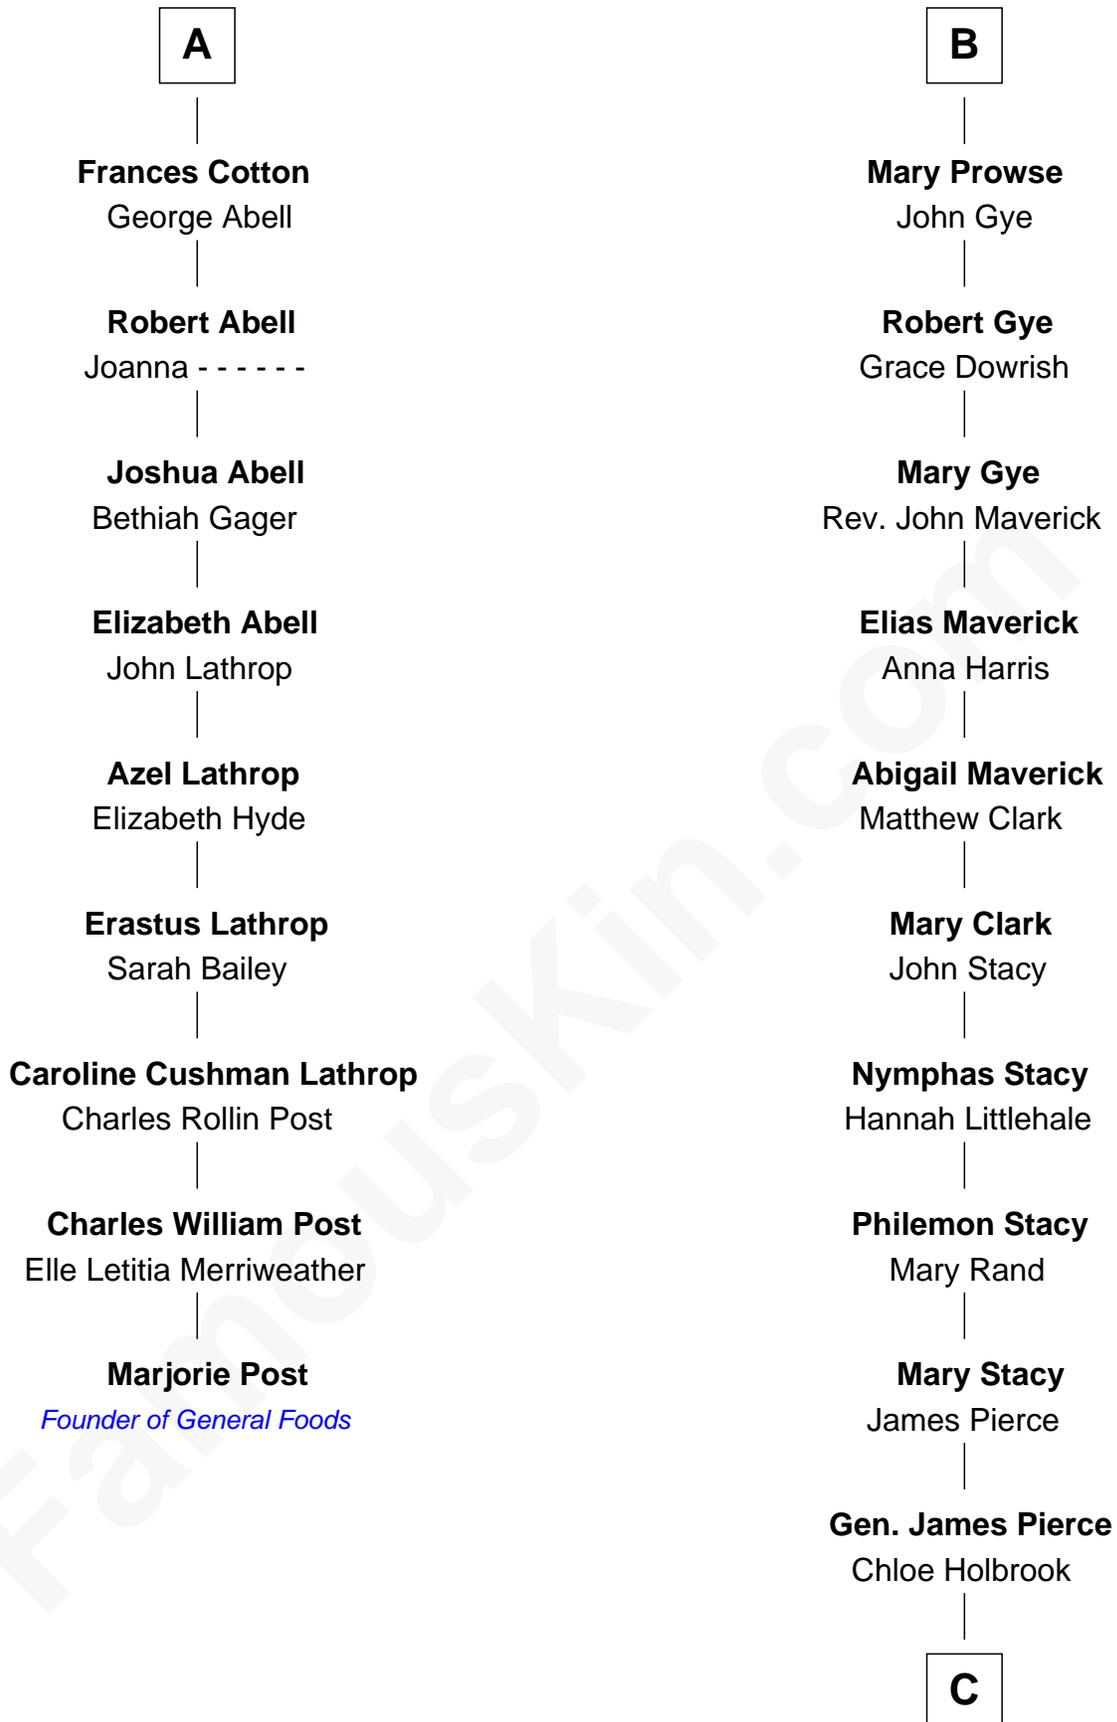 A
Frances Cotton
George Abell
Robert Abell
Joanna - - - - - -
Joshua Abell
Bethiah Gager
Elizabeth Abell
John Lathrop
Azel Lathrop
Elizabeth Hyde
Erastus Lathrop
Sarah Bailey
Caroline Cushman Lathrop
Charles Rollin Post
Charles William Post
Elle Letitia Merriweather
Marjorie Post
Founder of General Foods
B
Mary Prowse
John Gye
Robert Gye
Grace Dowrish
Mary Gye
Rev. John Maverick
Elias Maverick
Anna Harris
Abigail Maverick
Matthew Clark
Mary Clark
John Stacy
Nymphas Stacy
Hannah Littlehale
Philemon Stacy
Mary Rand
Mary Stacy
James Pierce
Gen. James Pierce
Chloe Holbrook
C
FamousKin.com